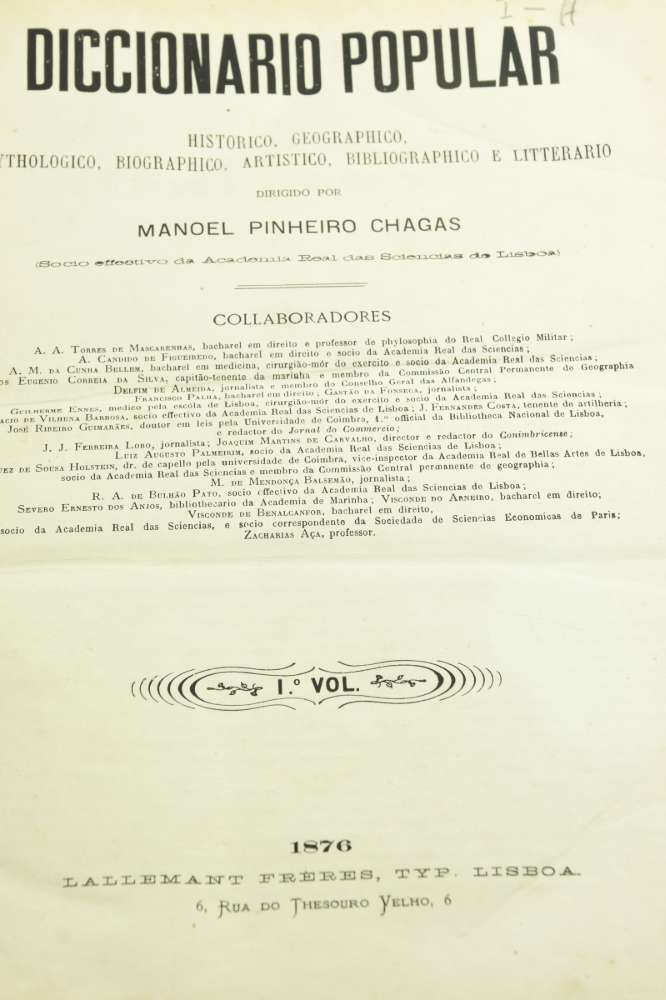 I - A
DICCIONARIO POPULAR
HISTORICO, GEOGRAPHICO,
YTHOLOGICO, BIOGRAPHICO, ARTISTICO, BIBLIOGRAPHICO E LITTERARIO
DIRIGIDO POR
MANOEL PINHEIRO CHAGAS
(Socio effectivo da Academia Real das Sciencias de Lisboa)
COLLABORADORES
A. A. Torres de Mascarenhas, bacharel em direito e professor de phylosophia do Real Collegio Militar;
A. Candido de Figueiredo, bacharel em direito e socio da Academia Real das Sciencias;
A. M. da Cunha Bellem, bacharel em medicina, cirurgião-mór do exercito e socio da Academia Real das Sciencias;
os Eugenio Correia da Silva, capitão-tenente da marinha e membro da Commissão Central Permanente de Geographia
Delfim de Almeida, jornalista e membro do Conselho Geral das Alfandegas;
Francisco Palha, bacharel em direito; Gastão da Fonseca, jornalista;
Guilherme Ennes, medico pela escóla de Lisboa, cirurgião-mór do exercito e socio da Academia Real das Sciencias;
acio de Vilhena Barbosa, socio effectivo da Academia Real das Sciencias de Lisboa; J. Fernandes Costa, tenente de artilheria;
José Ribeiro Guimarães, doutor em leis pela Universidade de Coimbra, 1.º official da Bibliotheca Nacional de Lisboa,
e redactor do Jornal do Commercio;
J. J. Ferreira Lobo, jornalista; Joaquim Martins de Carvalho, director e redactor do Conimbricense;
Luiz Augusto Palmeirim, socio da Academia Real das Sciencias de Lisboa;
uez de Sousa Holstein, dr. de capello pela universidade de Coimbra, vice-inspector da Academia Real de Bellas Artes de Lisboa,
socio da Academia Real das Sciencias e membro da Commissão Central permanente de geographia;
M. de Mendonça Balsemão, jornalista;
R. A. de Bulhão Pato, socio effectivo da Academia Real das Sciencias de Lisboa;
Severo Ernesto dos Anjos, bibliothecario da Academia de Marinha; Visconde do Arneiro, bacharel em direito;
Visconde de Benalcanfor, bacharel em direito,
socio da Academia Real das Sciencias, e socio correspondente da Sociedade de Sciencias Economicas de Paris;
Zacharias Aça, professor.
1.º VOL.
1876
LALLEMANT FRÈRES, TYP. LISBOA.
6, Rua do Thesouro Velho, 6